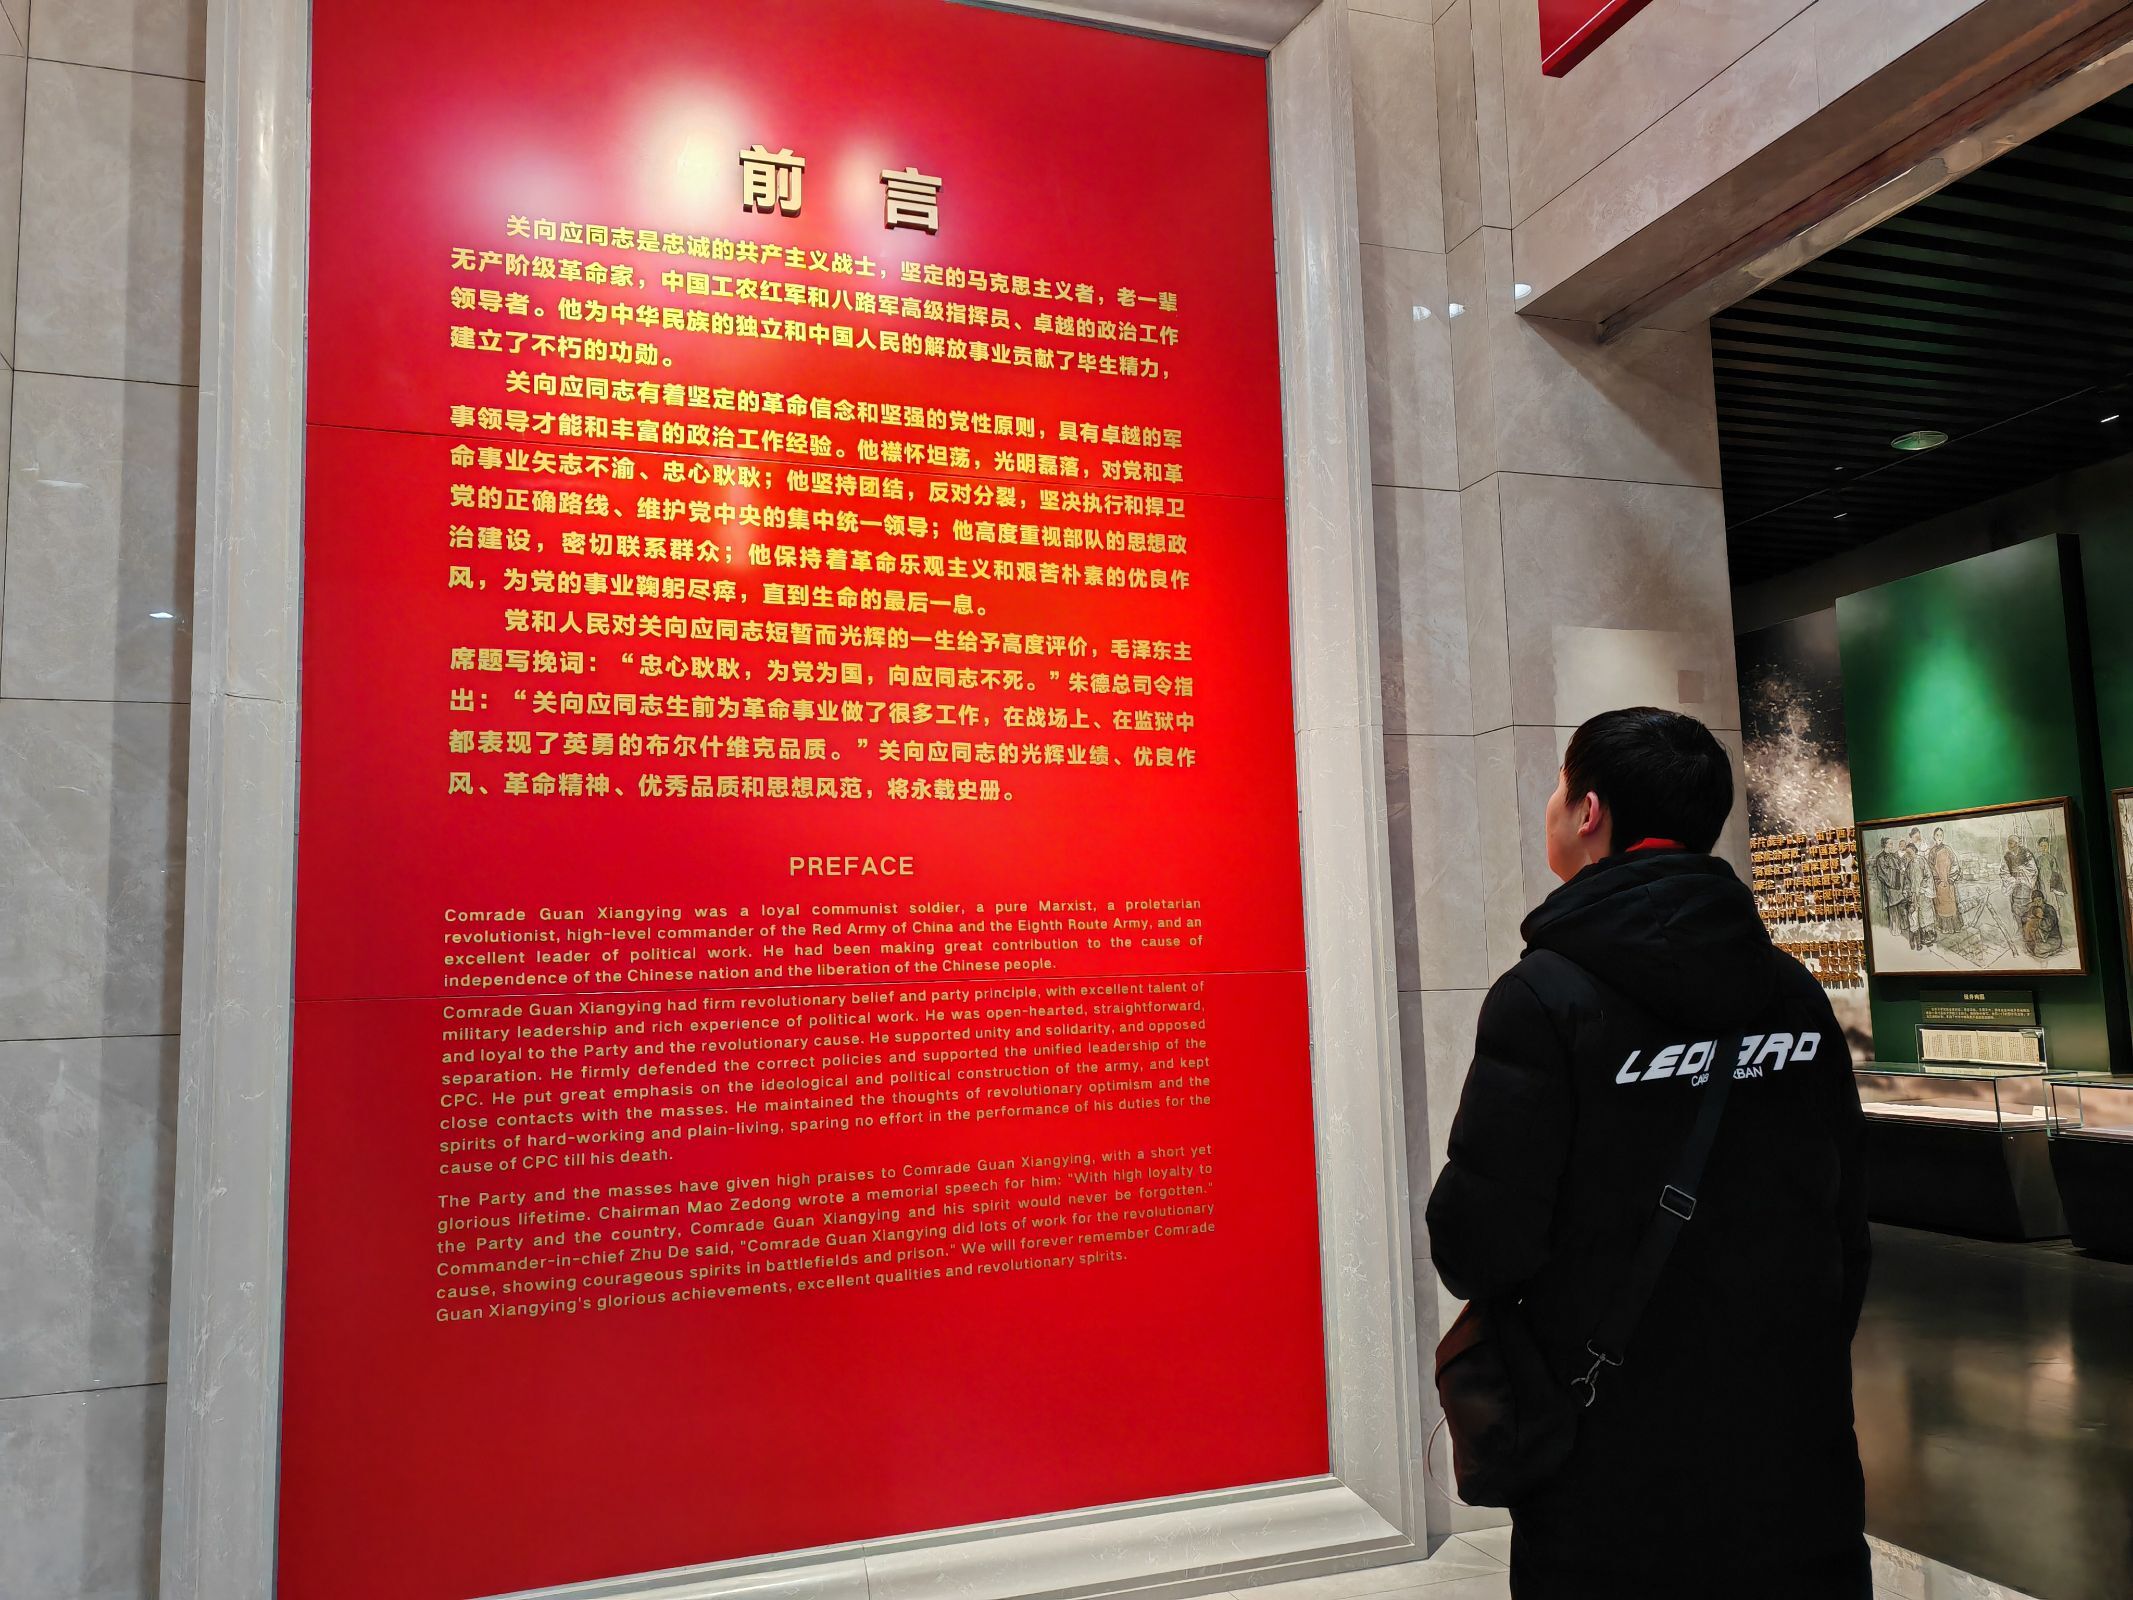 前言
关向应同志是忠诚的共产主义战士，坚定的马克思主义者，老一辈
无产阶级革命家，中国工农红军和八路军高级指挥员、卓越的政治工作
领导者。他为中华民族的独立和中国人民的解放事业贡献了毕生精力，
建立了不朽的功勋。
关向应同志有着坚定的革命信念和坚强的党性原则，具有卓越的军
事领导才能和丰富的政治工作经验。他襟怀坦荡，光明磊落，对党和革
命事业矢志不渝、忠心耿耿；他坚持团结，反对分裂，坚决执行和捍卫
党的正确路线、维护党中央的集中统一领导；他高度重视部队的思想政
治建设，密切联系群众；他保持着革命乐观主义和艰苦朴素的优良作
风，为党的事业鞠躬尽瘁，直到生命的最后一息。
党和人民对关向应同志短暂而光辉的一生给予高度评价，毛泽东主
席题写挽词：“忠心耿耿，为党为国，向应同志不死。”朱德总司令指
出：“关向应同志生前为革命事业做了很多工作，在战场上、在监狱中
都表现了英勇的布尔什维克品质。”关向应同志的光辉业绩、优良作
风、革命精神、优秀品质和思想风范，将永载史册。
PREFACE
Comrade Guan Xiangying was a loyal communist soldier, a pure Marxist, a proletarian
revolutionist, high-level commander of the Red Army of China and the Eighth Route Army, and an
excellent leader of political work. He had been making great contribution to the cause of
independence of the Chinese nation and the liberation of the Chinese people.
Comrade Guan Xiangying had firm revolutionary belief and party principle, with excellent talent of
military leadership and rich experience of political work. He was open-hearted, straightforward,
and loyal to the Party and the revolutionary cause. He supported unity and solidarity, and opposed
separation. He firmly defended the correct policies and supported the unified leadership of the
CPC. He put great emphasis on the ideological and political construction of the army, and kept
close contacts with the masses. He maintained the thoughts of revolutionary optimism and the
spirits of hard-working and plain-living, sparing no effort in the performance of his duties for the
cause of CPC till his death.
The Party and the masses have given high praises to Comrade Guan Xiangying, with a short yet
glorious lifetime. Chairman Mao Zedong wrote a memorial speech for him: "With high loyalty to
the Party and the country, Comrade Guan Xiangying and his spirit would never be forgotten."
Commander-in-chief Zhu De said, "Comrade Guan Xiangying did lots of work for the revolutionary
cause, showing courageous spirits in battlefields and prison." We will forever remember Comrade
Guan Xiangying's glorious achievements, excellent qualities and revolutionary spirits.